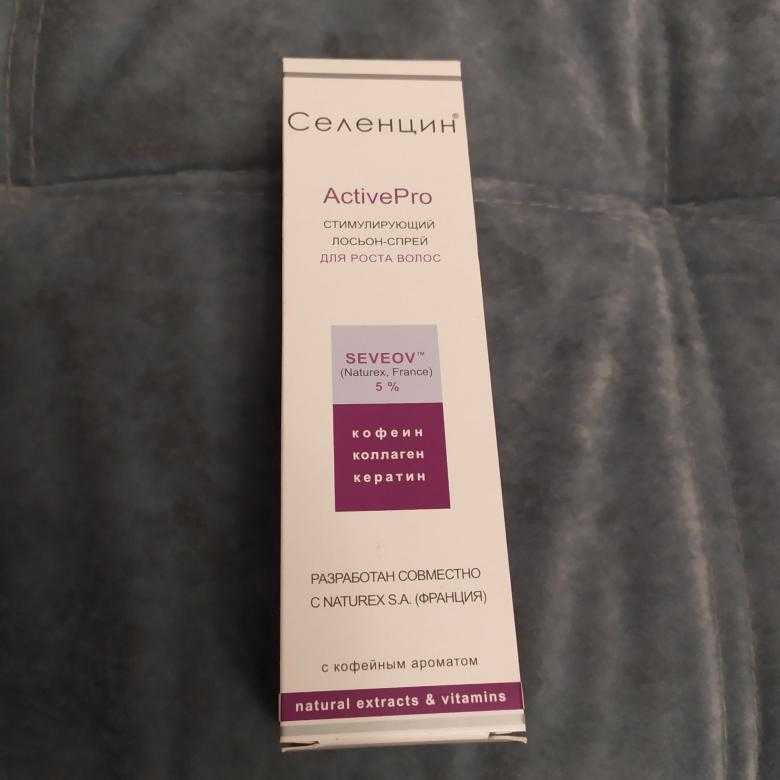 Селенцин®
ActivePro
СТИМУЛИРУЮЩИЙ
ЛОСЬОН-СПРЕЙ
ДЛЯ РОСТА ВОЛОС
SEVEOV™
(Naturex, France)
5 %
кофеин
коллаген
кератин
РАЗРАБОТАН СОВМЕСТНО
С NATUREX S.A. (ФРАНЦИЯ)
с кофейным ароматом
natural extracts & vitamins